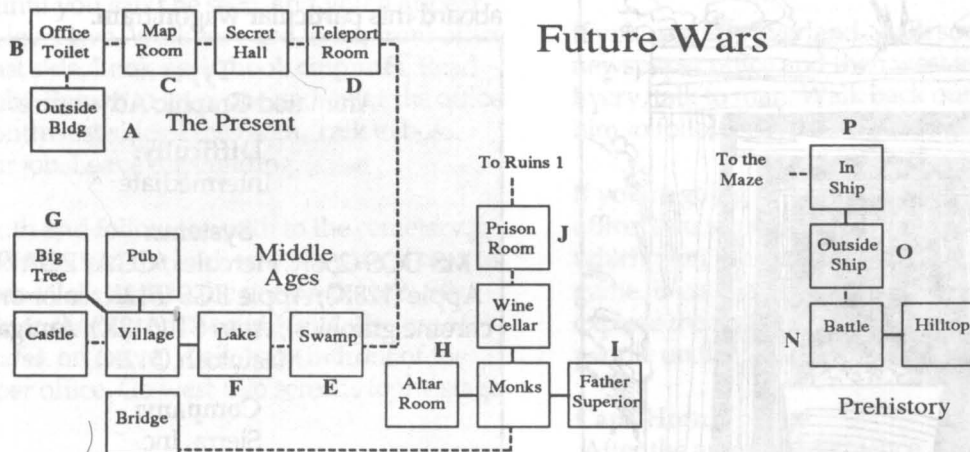 Future Wars
B
Office
Toilet
Map
Room
Secret
Hall
Teleport
Room
C
D
Outside
Bldg
A
The Present
G
Big
Tree
Pub
Middle
Ages
Castle
Village
Lake
Swamp
F
E
Bridge
To Ruins 1
Prison
Room
J
Wine
Cellar
H
I
Altar
Room
Monks
Father
Superior
P
To the
Maze
In
Ship
Outside
Ship
O
N
Battle
Hilltop
Prehistory